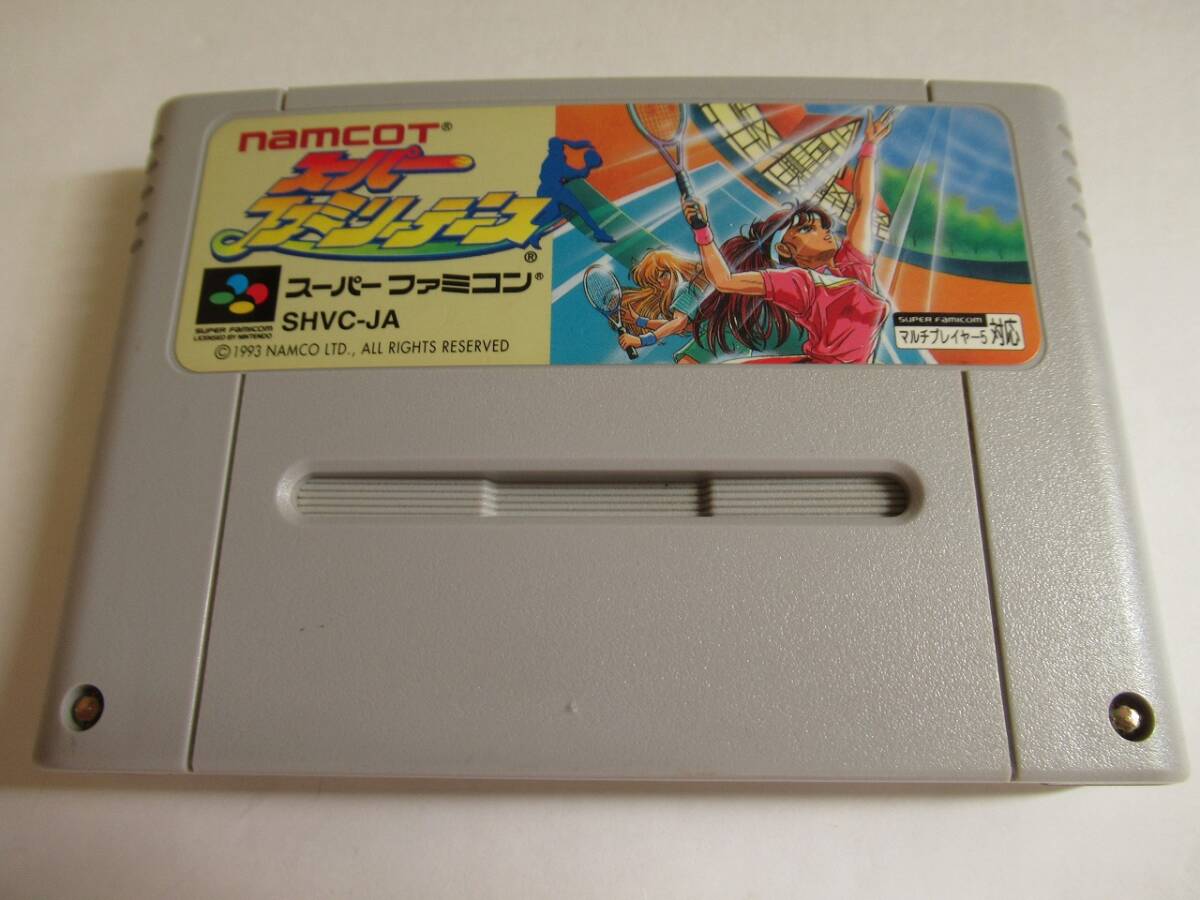 namcoT®
スーパー
ファミリーテニス®
スーパーファミコン®
SUPER FAMICOM
LICENSED BY NINTENDO
SHVC-JA
©1993 NAMCO LTD., ALL RIGHTS RESERVED
SUPER FAMICOM
マルチプレイヤー5対応